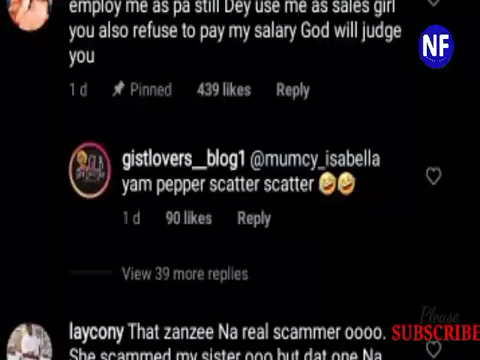 employ me as pa still Dey use me as sales girl
you also refuse to pay my salary God will judge
you
NF
1 d Pinned 439 likes Reply
gistlovers__blog1 @mumcy_isabella
yam pepper scatter scatter 🤣🤣
1 d 90 likes Reply
View 39 more replies
Please
SUBSCRIBE
laycony That zanzee Na real scammer oooo.
She scammed my sister ooo but dat one Na